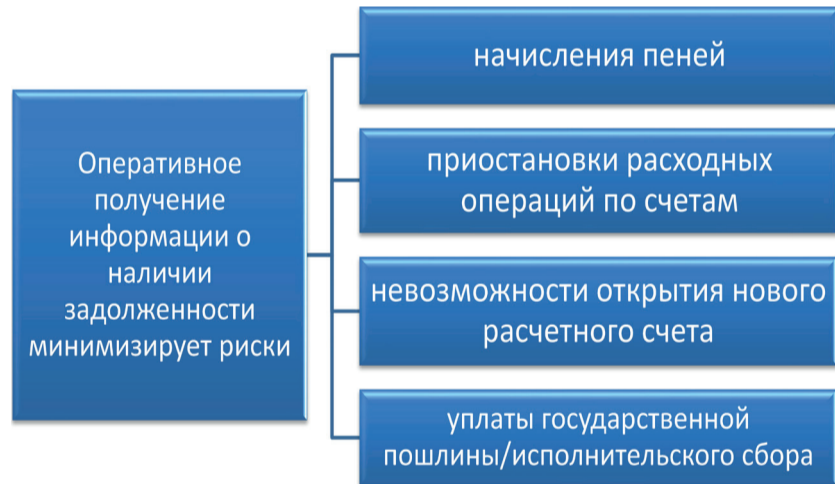 Оперативное
получение
информации о
наличии
задолженности
минимизирует риски
начисления пеней
приостановки расходных
операций по счетам
невозможности открытия нового
расчетного счета
уплаты государственной
пошлины/исполнительского сбора